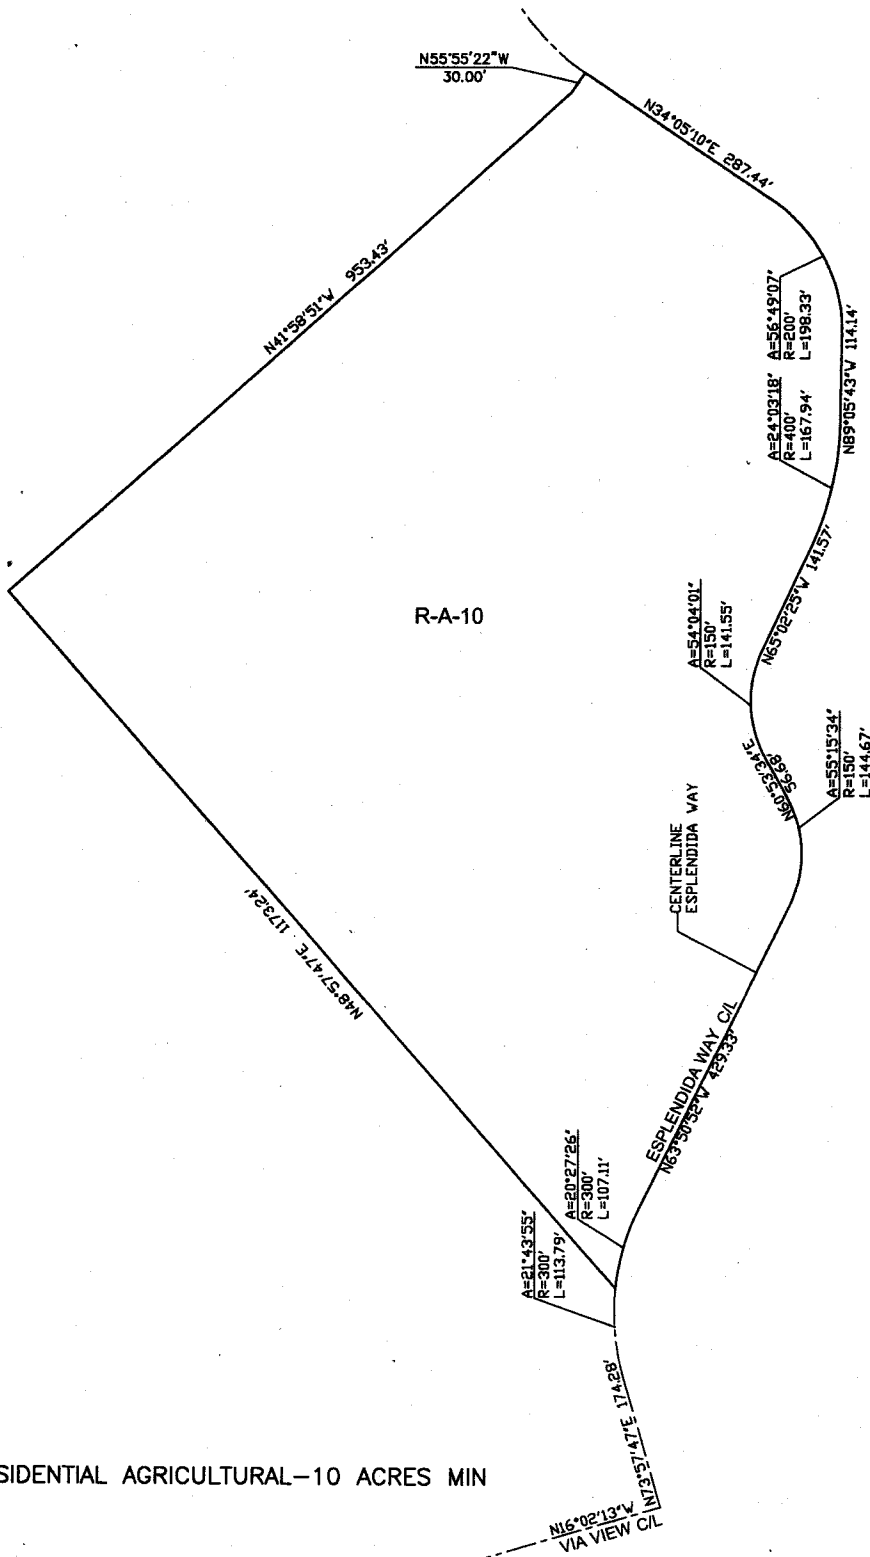 N55°55'22"W
30.00'
N34°05'10"E 287.44'
N41°58'51"W 953.43'
A=56°49'07"
R=200'
L=198.33'
A=24°03'18"
R=400'
L=167.94'
N89°05'43"W 114.14'
N65°02'25"W 141.57'
R-A-10
A=54°04'01"
R=150'
L=141.55'
N60°53'34"E
56.68'
A=55°15'34"
R=150'
L=144.67'
CENTERLINE
ESPLENDIDA WAY
N48°57'47"E 1173.24'
ESPLENDIDA WAY C/L
N63°50'52"W 429.33'
A=20°27'26"
R=300'
L=107.11'
A=21°43'55"
R=300'
L=113.79'
N73°57'47"E 174.28'
SIDENTIAL AGRICULTURAL-10 ACRES MIN
N16°02'13"W
VIA VIEW C/L